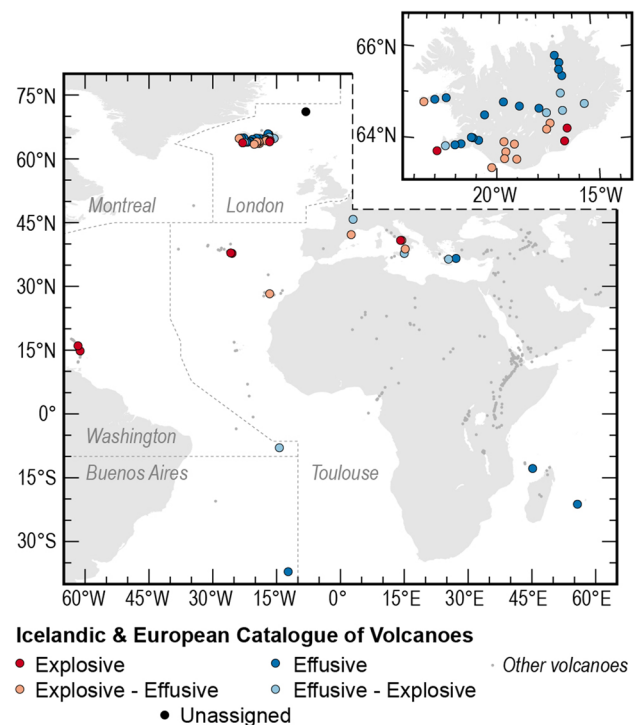 66°N
64°N
20°W 15°W
75°N
60°N
45°N
30°N
15°N
0°
15°S
30°S
Montreal London
Washington
Buenos Aires Toulouse
60°W 45°W 30°W 15°W 0° 15°E 30°E 45°E 60°E
Icelandic & European Catalogue of Volcanoes
Explosive Effusive Other volcanoes
Explosive - Effusive Effusive - Explosive
Unassigned